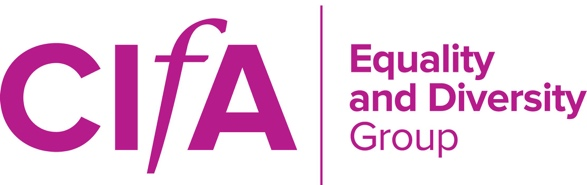 CIfA
Equality
and Diversity
Group